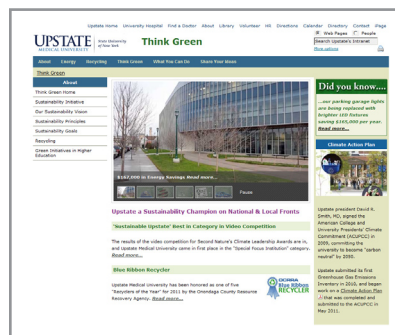 Upstate Home University Hospital Find a Doctor About Library Volunteer HR Directions Calendar Directory Contact iPage
Web Pages People
Search Upstate's Intranet
More options
UPSTATE
MEDICAL UNIVERSITY
State University
of New York
Think Green
About Energy Recycling Think Green What You Can Do Share Your Ideas
Think Green
About
Think Green Home
Sustainability Initiative
Our Sustainability Vision
Sustainability Principles
Sustainability Goals
Recycling
Green Initiatives in Higher
Education
$162,000 in Energy Savings Read more...
Pause
Upstate a Sustainability Champion on National & Local Fronts
'Sustainable Upstate' Best in Category in Video Competition
The results of the video competition for Second Nature's Climate Leadership Awards are in,
and Upstate Medical University came in first place in the "Special Focus Institution" category.
Read more...
Blue Ribbon Recycler
Upstate Medical University has been honored as one of five
"Recyclers of the Year" for 2011 by the Onondaga County Resource
Recovery Agency. Read more...
OCRRA
Blue Ribbon
RECYCLER
Did you know....
...our parking garage lights
are being replaced with
brighter LED fixtures
saving $165,000 per year.
Read more...
Climate Action Plan
Upstate president David R.
Smith, MD, signed the
American College and
University Presidents' Climate
Commitment (ACUPCC) in
2009, committing the
university to become "carbon
neutral" by 2050.
Upstate submitted its first
Greenhouse Gas Emissions
Inventory in 2010, and began
work on a Climate Action Plan
that was completed and
submitted to the ACUPCC in
May 2011.